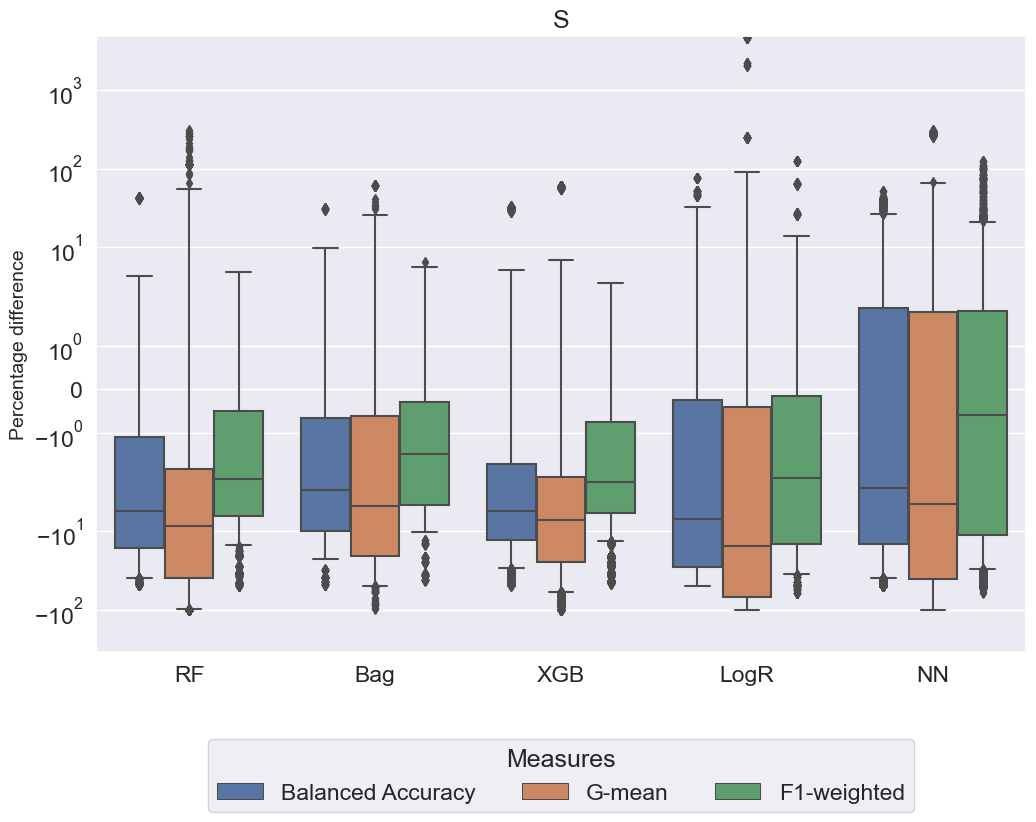 S
Percentage difference
10^3
10^2
10^1
10^0
0
−10^0
−10^1
−10^2
RF Bag XGB LogR NN
Measures
Balanced Accuracy G-mean F1-weighted